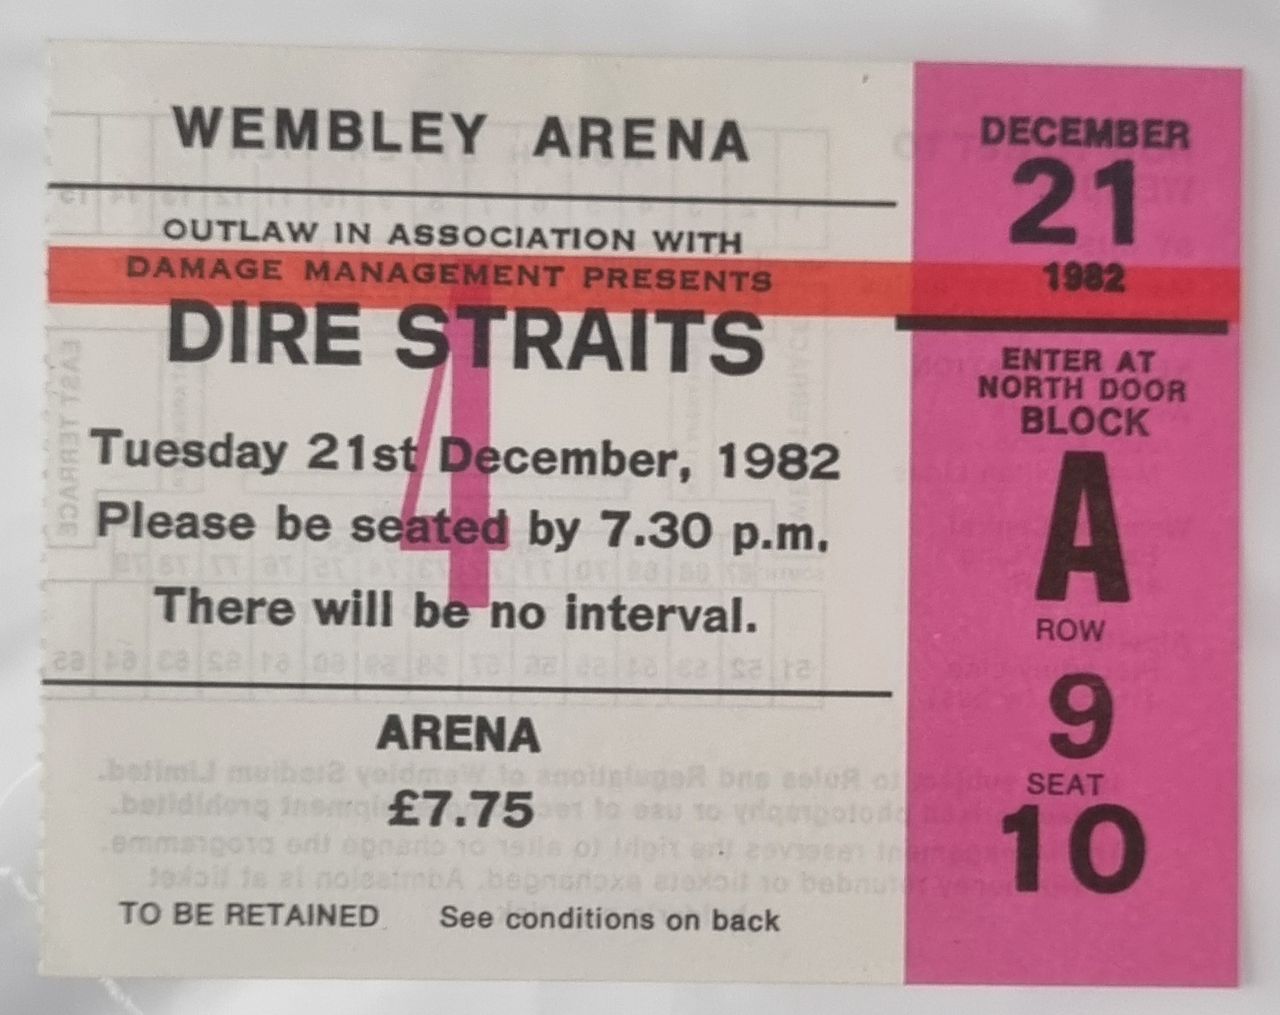 WEMBLEY ARENA
OUTLAW IN ASSOCIATION WITH
DAMAGE MANAGEMENT PRESENTS
DIRE STRAITS
4
Tuesday 21st December, 1982
Please be seated by 7.30 p.m.
There will be no interval.
ARENA
£7.75
TO BE RETAINED See conditions on back
DECEMBER
21
1982
ENTER AT
NORTH DOOR
BLOCK
A
ROW
9
SEAT
10